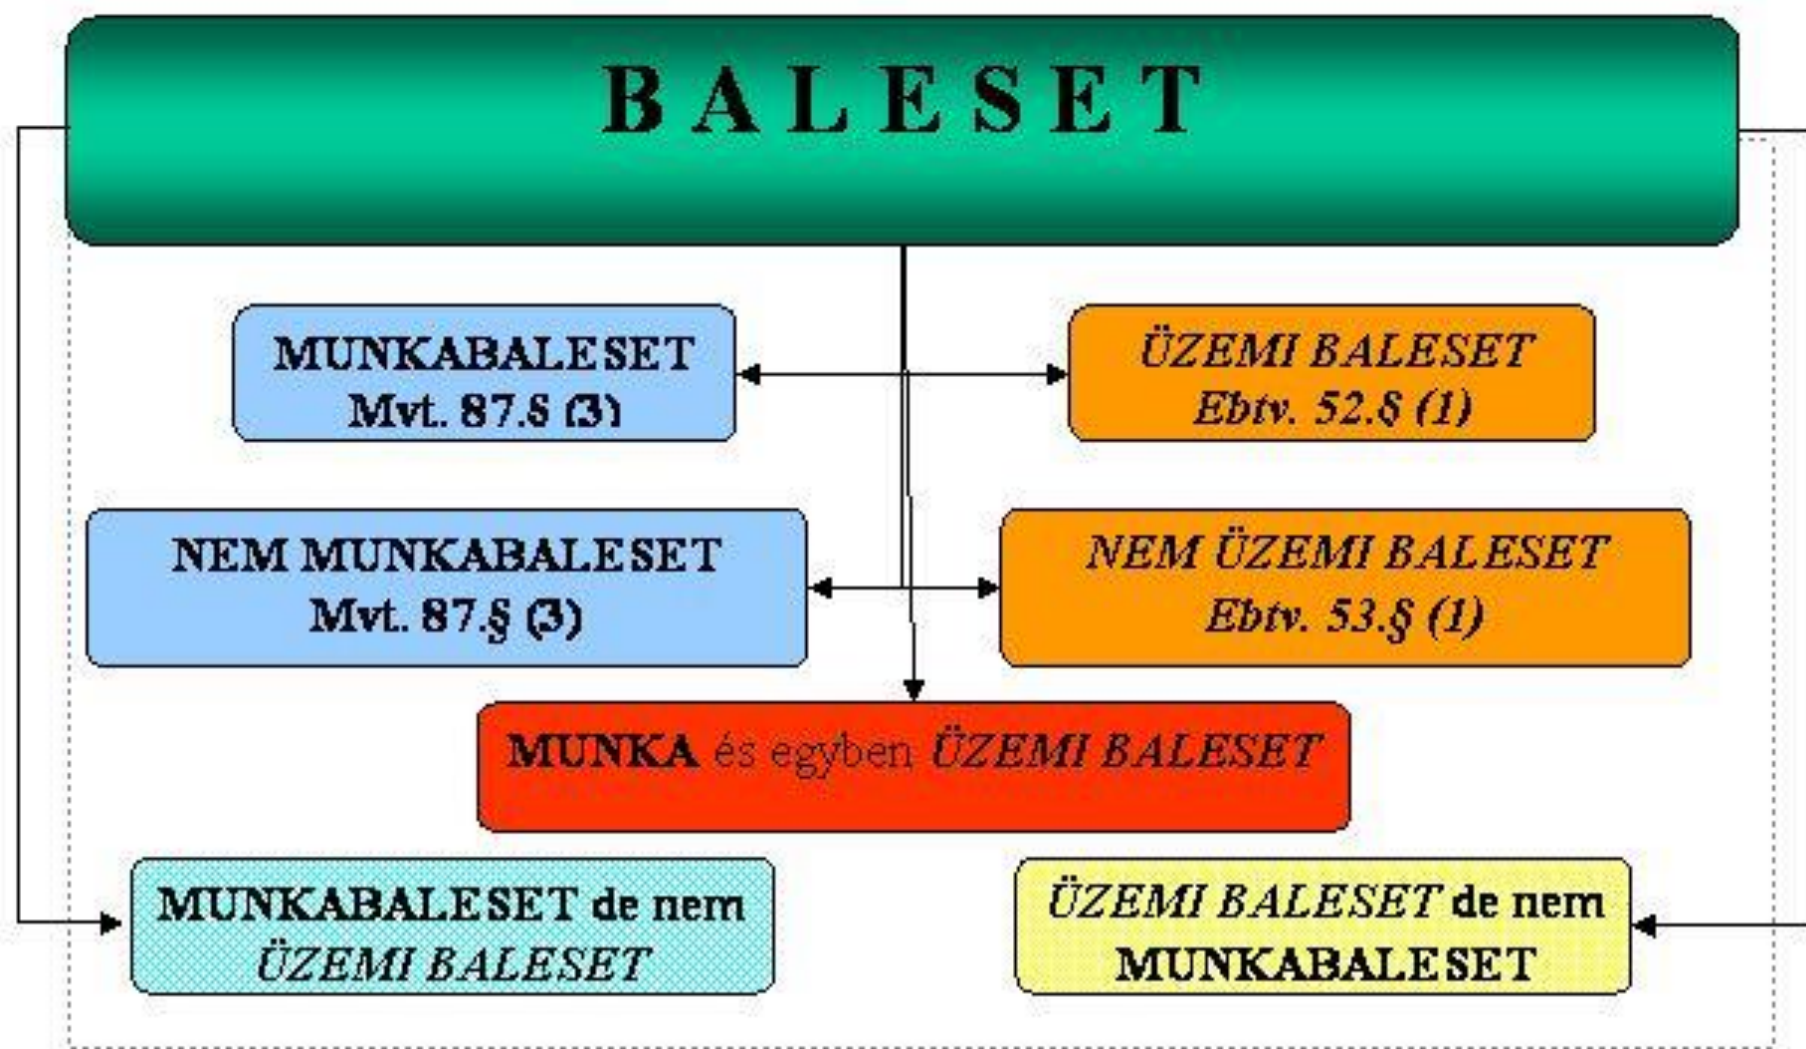 BALESET
MUNKABALESET
Mvt. 87.§ (3)
ÜZEMI BALESET
Ebtv. 52.§ (1)
NEM MUNKABALESET
Mvt. 87.§ (3)
NEM ÜZEMI BALESET
Ebtv. 53.§ (1)
MUNKA és egyben ÜZEMI BALESET
MUNKABALESET de nem
ÜZEMI BALESET
ÜZEMI BALESET de nem
MUNKABALESET